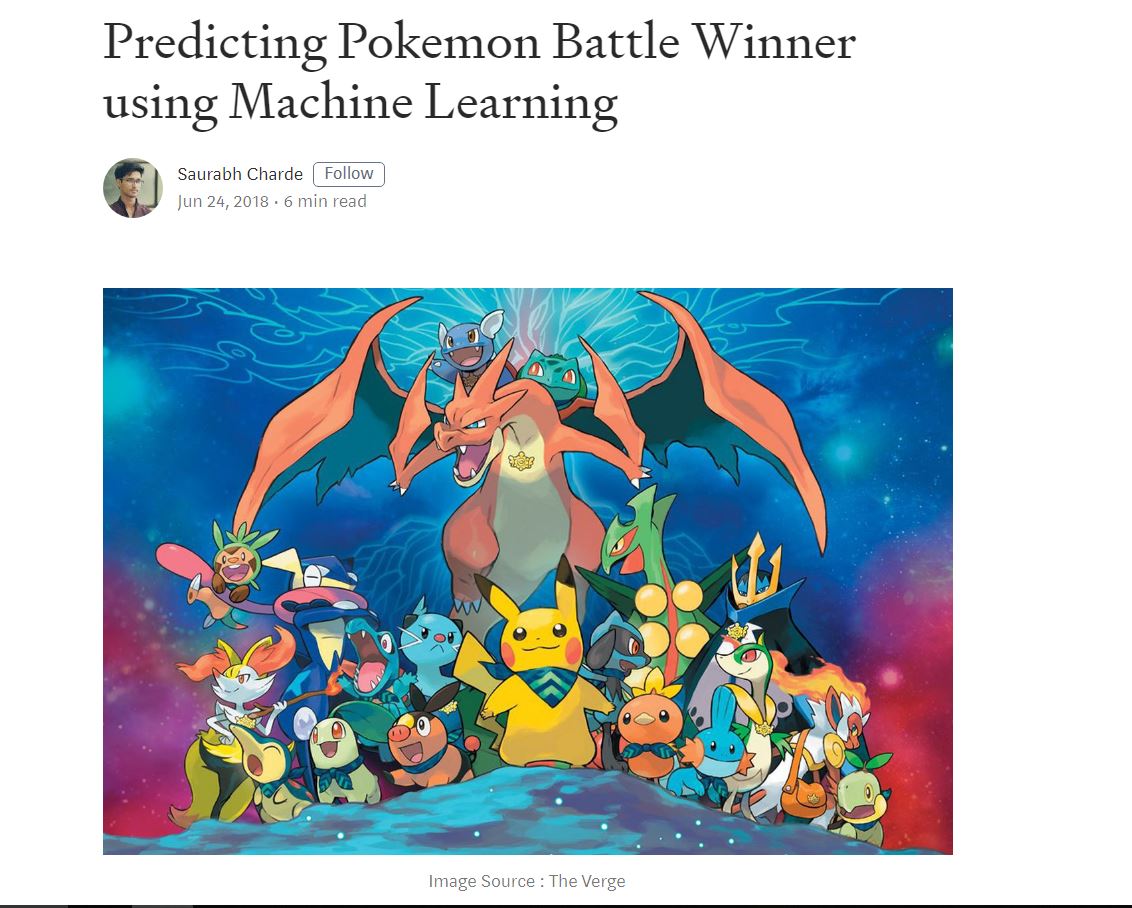 Predicting Pokemon Battle Winner
using Machine Learning
Saurabh Charde Follow
Jun 24, 2018 · 6 min read
Image Source : The Verge